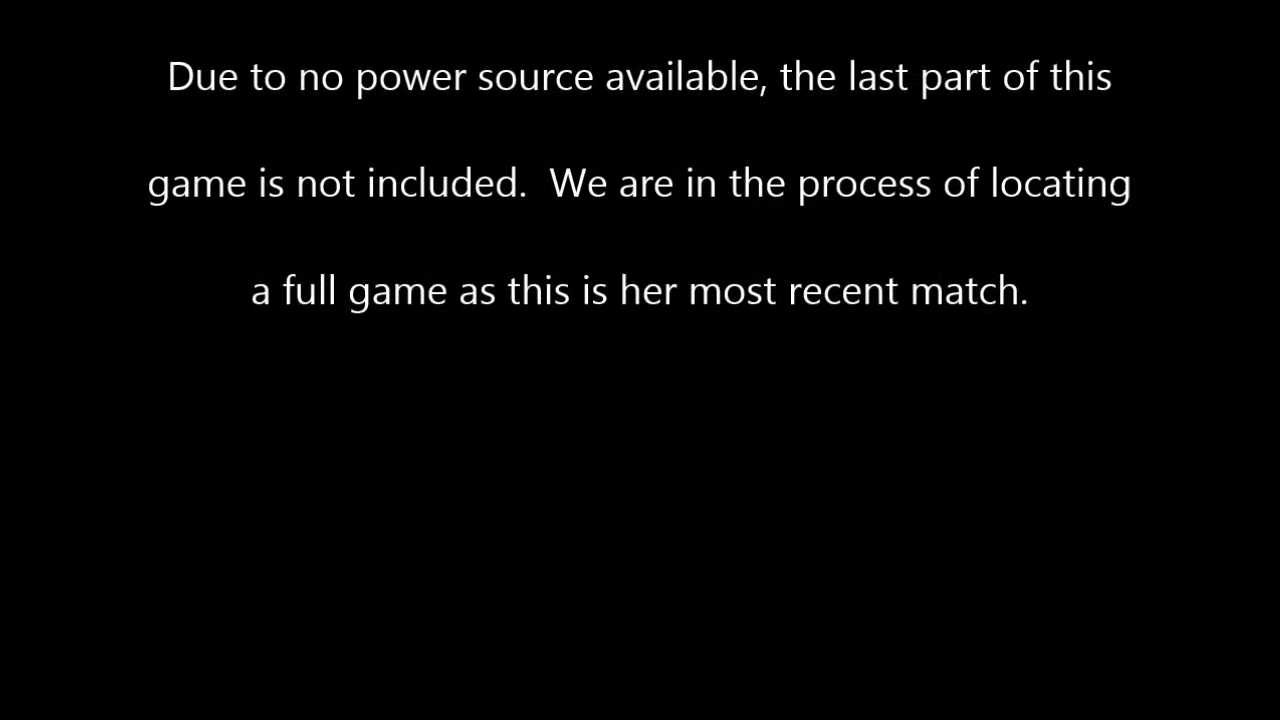 Due to no power source available, the last part of this
game is not included.  We are in the process of locating
a full game as this is her most recent match.